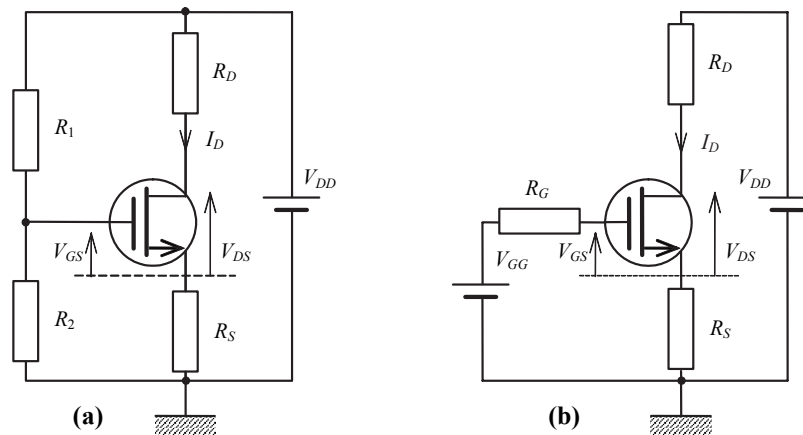 R_D
R_1
I_D
V_DD
V_GS
V_DS
R_2
R_S
(a)
R_D
I_D
R_G
V_DD
V_GG
V_GS
V_DS
R_S
(b)